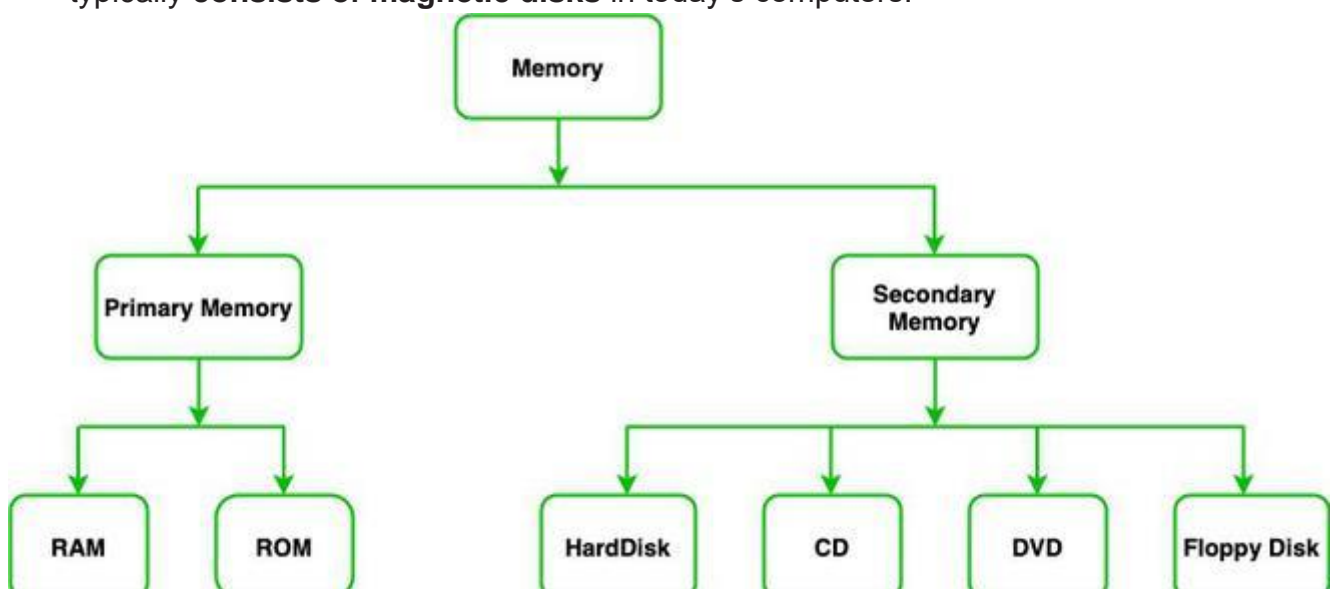 typically consists of magnetic disks in today's computers.
Memory
Primary Memory
Secondary
Memory
RAM
ROM
HardDisk
CD
DVD
Floppy Disk